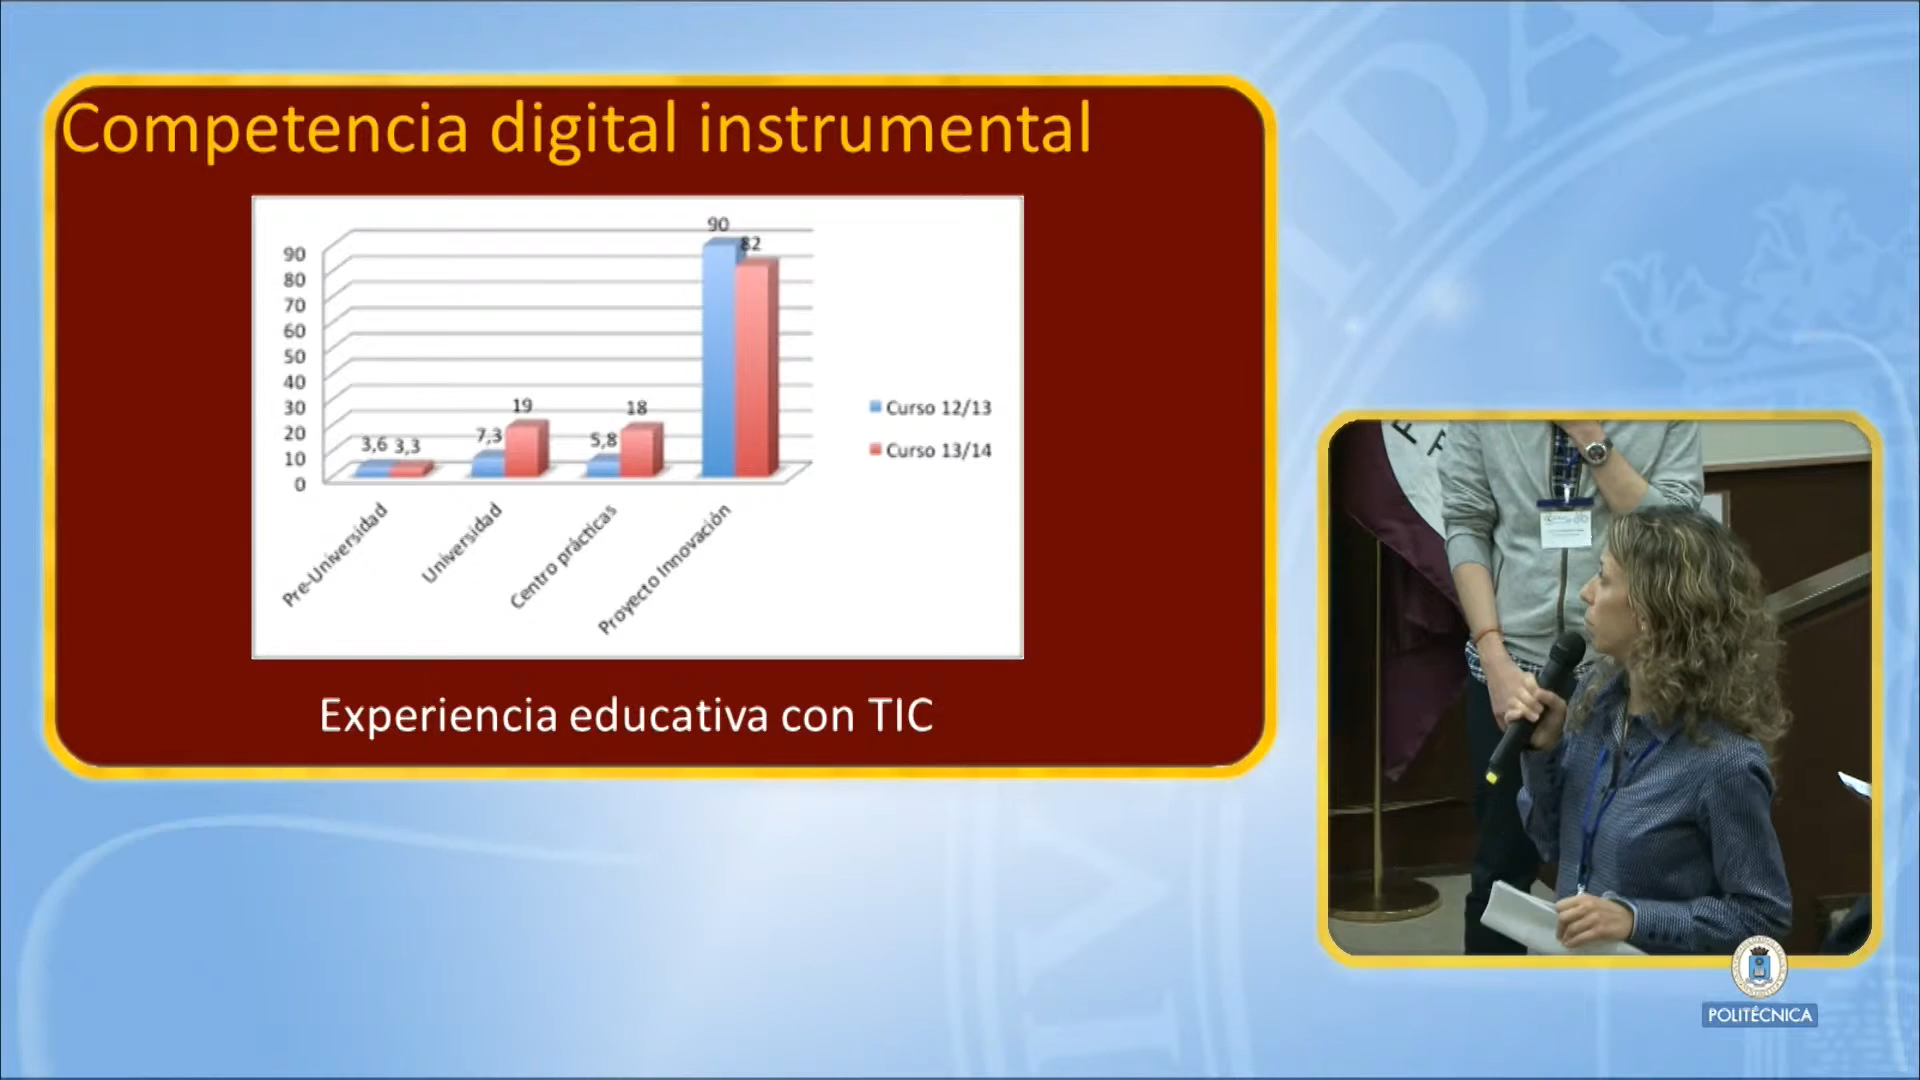 Competencia digital instrumental
90
82
90
80
70
60
50
40
30
20
10
0
3,6
3,3
7,3
19
5,8
18
Pre-Universidad
Universidad
Centro prácticas
Proyecto Innovación
Curso 12/13
Curso 13/14
Experiencia educativa con TIC
POLITÉCNICA